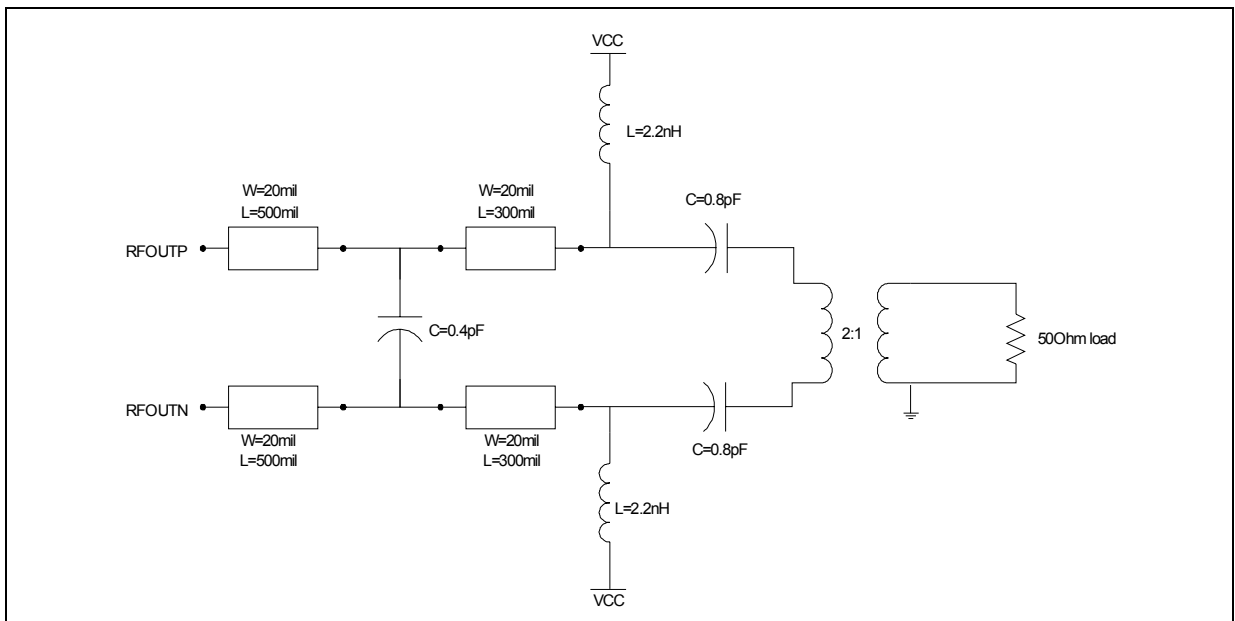 VCC
L=2.2nH
W=20mil
L=500mil
W=20mil
L=300mil
C=0.8pF
RFOUTP
C=0.4pF
2:1
50Ohm load
RFOUTN
W=20mil
L=500mil
W=20mil
L=300mil
C=0.8pF
L=2.2nH
VCC